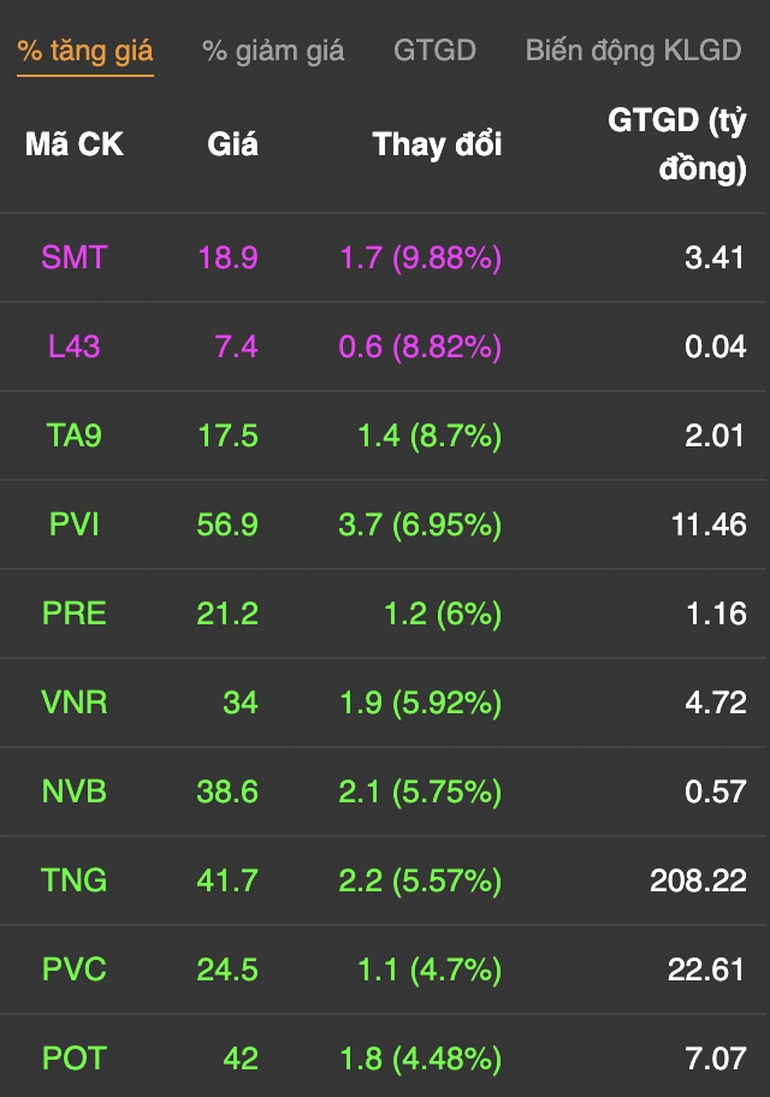 % tăng giá % giảm giá GTGD Biến động KLGD
Mã CK Giá Thay đổi GTGD (tỷ
đồng)
SMT 18.9 1.7 (9.88%) 3.41
L43 7.4 0.6 (8.82%) 0.04
TA9 17.5 1.4 (8.7%) 2.01
PVI 56.9 3.7 (6.95%) 11.46
PRE 21.2 1.2 (6%) 1.16
VNR 34 1.9 (5.92%) 4.72
NVB 38.6 2.1 (5.75%) 0.57
TNG 41.7 2.2 (5.57%) 208.22
PVC 24.5 1.1 (4.7%) 22.61
POT 42 1.8 (4.48%) 7.07